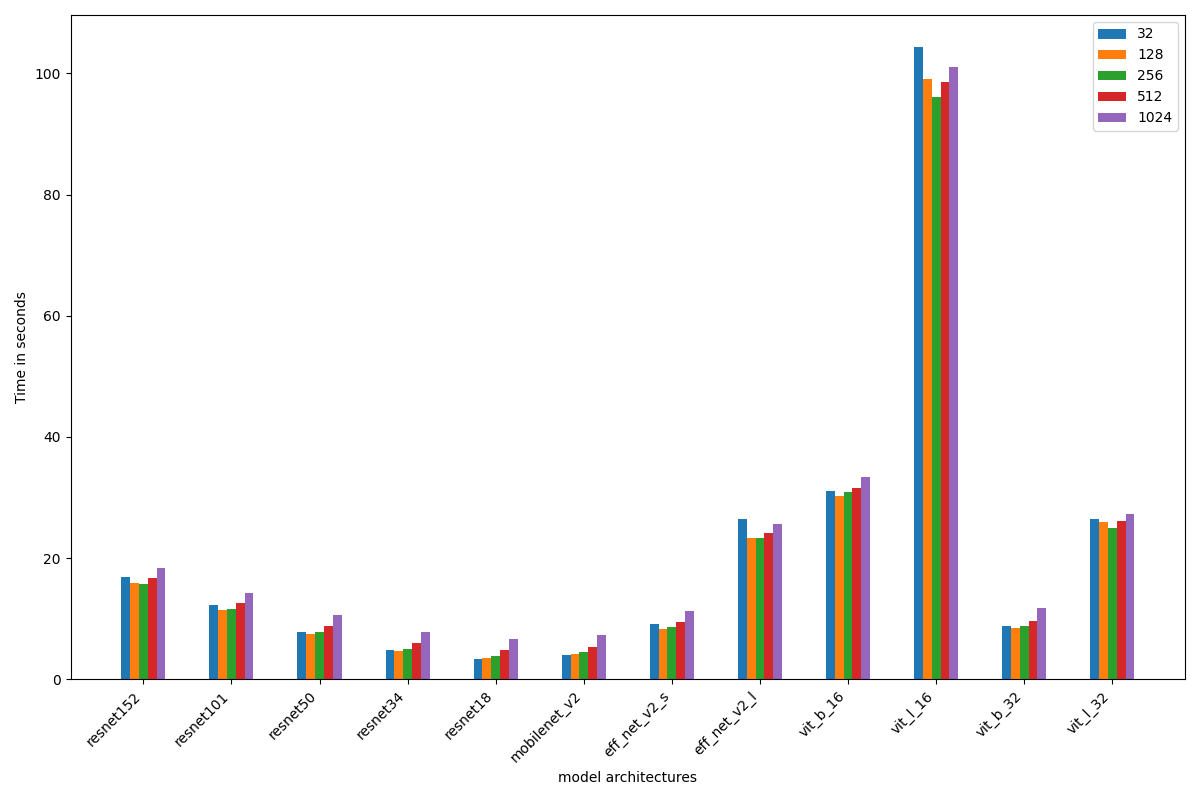 32
128
256
512
1024
100
80
60
40
20
0
Time in seconds
resnet152
resnet101
resnet50
resnet34
resnet18
mobilenet_v2
eff_net_v2_s
eff_net_v2_l
vit_b_16
vit_l_16
vit_b_32
vit_l_32
model architectures